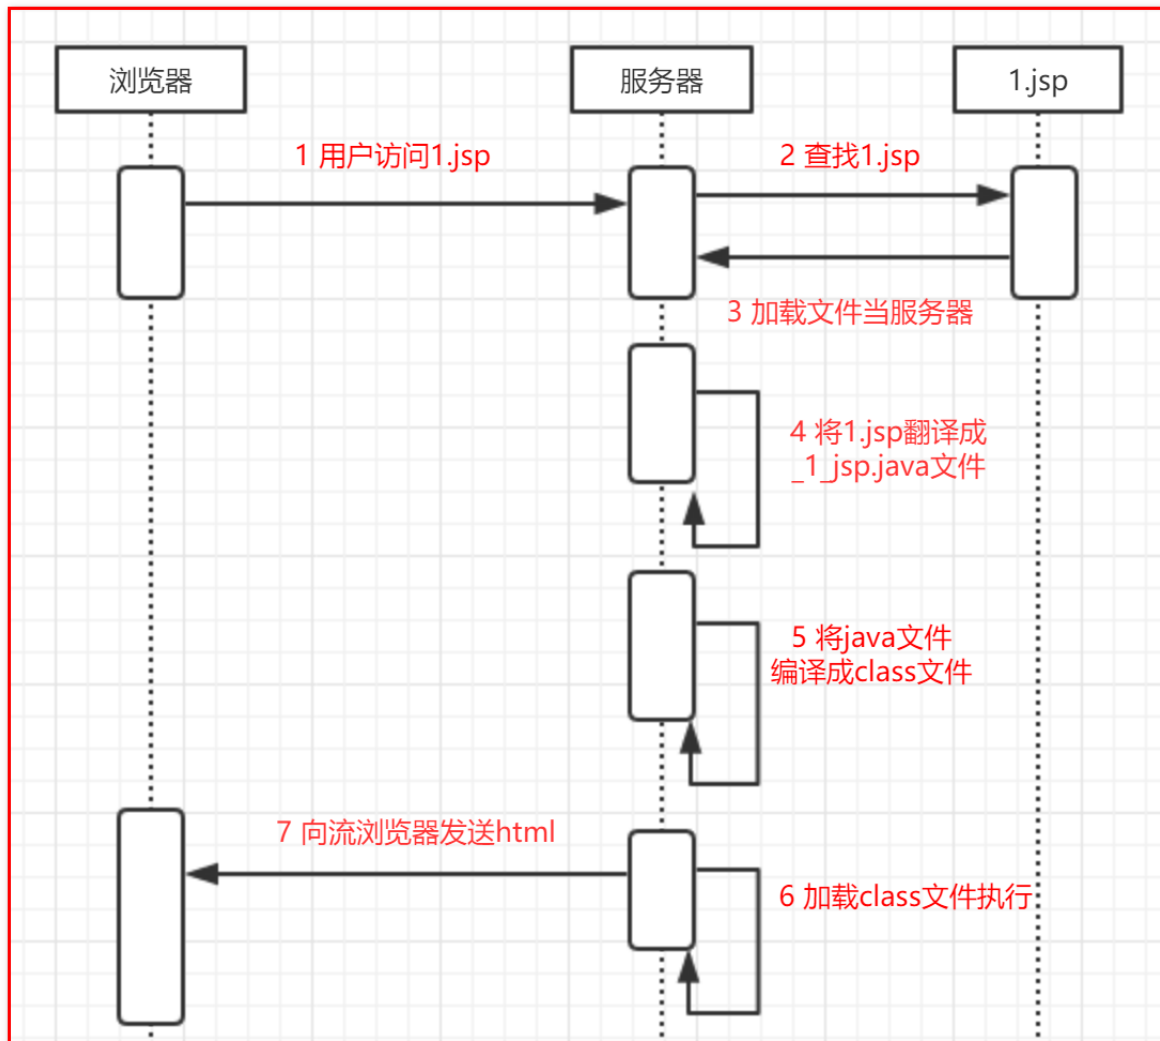 浏览器
服务器
1.jsp
1 用户访问1.jsp
2 查找1.jsp
3 加载文件当服务器
4 将1.jsp翻译成
_1_jsp.java文件
5 将java文件
编译成class文件
7 向流浏览器发送html
6 加载class文件执行